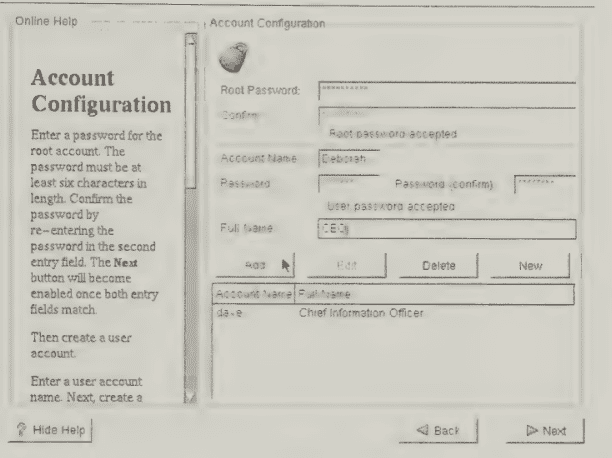 Online Help
Account
Configuration
Enter a password for the
root account. The
password must be at
least six characters in
length. Confirm the
password by
re-entering the
password in the second
entry field. The Next
button will become
enabled once both entry
fields match.
Then create a user
account.
Enter a user account
name. Next, create a
Hide Help
Account Configuration
Root Password:
Confirm
Root password accepted
Account Name
Deborah
Password
Password (confirm)
User password accepted
Full Name
CEO
Add
Edit
Delete
New
Account Name Full Name
dave Chief Information Officer
Back
Next